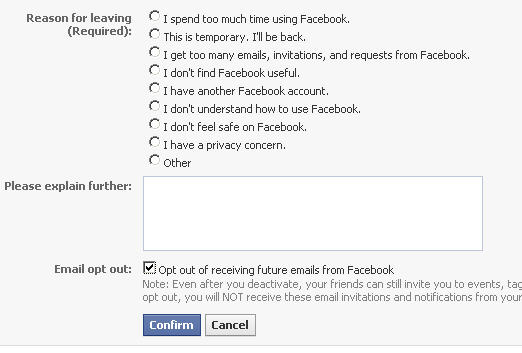 Reason for leaving
(Required):
I spend too much time using Facebook.
This is temporary. I'll be back.
I get too many emails, invitations, and requests from Facebook.
I don't find Facebook useful.
I have another Facebook account.
I don't understand how to use Facebook.
I don't feel safe on Facebook.
I have a privacy concern.
Other
Please explain further:
Email opt out: Opt out of receiving future emails from Facebook
Note: Even after you deactivate, your friends can still invite you to events, tag
opt out, you will NOT receive these email invitations and notifications from your
Confirm Cancel